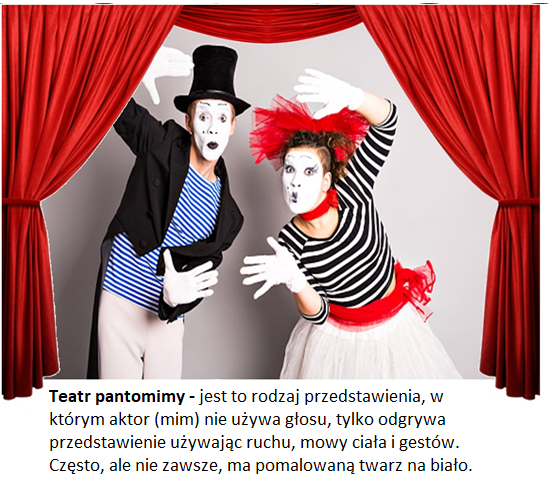 Teatr pantomimy - jest to rodzaj przedstawienia, w
którym aktor (mim) nie używa głosu, tylko odgrywa
przedstawienie używając ruchu, mowy ciała i gestów.
Często, ale nie zawsze, ma pomalowaną twarz na biało.